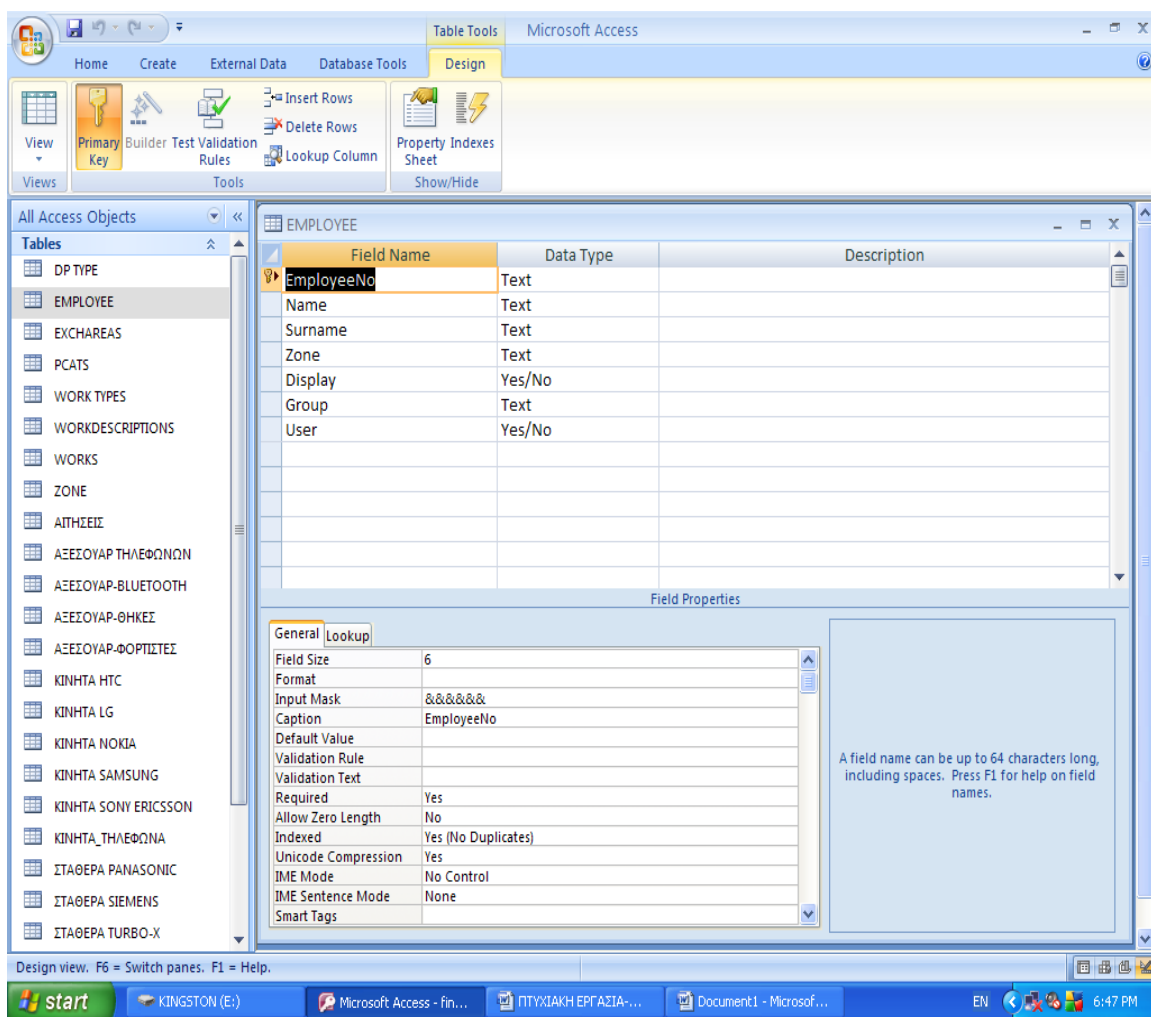 Table Tools Microsoft Access
Home Create External Data Database Tools Design
View
Primary Key
Builder
Test Validation Rules
Insert Rows
Delete Rows
Lookup Column
Property Sheet
Indexes
Views Tools Show/Hide
All Access Objects
Tables
DP TYPE
EMPLOYEE
EXCHAREAS
PCATS
WORK TYPES
WORKDESCRIPTIONS
WORKS
ZONE
ΑΙΤΗΣΕΙΣ
ΑΞΕΣΟΥΑΡ ΤΗΛΕΦΩΝΩΝ
ΑΞΕΣΟΥΑΡ-BLUETOOTH
ΑΞΕΣΟΥΑΡ-ΘΗΚΕΣ
ΑΞΕΣΟΥΑΡ-ΦΟΡΤΙΣΤΕΣ
ΚΙΝΗΤΑ HTC
ΚΙΝΗΤΑ LG
ΚΙΝΗΤΑ NOKIA
ΚΙΝΗΤΑ SAMSUNG
ΚΙΝΗΤΑ SONY ERICSSON
ΚΙΝΗΤΑ_ΤΗΛΕΦΩΝΑ
ΣΤΑΘΕΡΑ PANASONIC
ΣΤΑΘΕΡΑ SIEMENS
ΣΤΑΘΕΡΑ TURBO-X
EMPLOYEE
Field Name Data Type Description
EmployeeNo Text
Name Text
Surname Text
Zone Text
Display Yes/No
Group Text
User Yes/No
Field Properties
General Lookup
Field Size 6
Format
Input Mask &&&&&&
Caption EmployeeNo
Default Value
Validation Rule
Validation Text
Required Yes
Allow Zero Length No
Indexed Yes (No Duplicates)
Unicode Compression Yes
IME Mode No Control
IME Sentence Mode None
Smart Tags
A field name can be up to 64 characters long,
including spaces. Press F1 for help on field
names.
Design view. F6 = Switch panes. F1 = Help.
start KINGSTON (E:) Microsoft Access - fin... ΠΤΥΧΙΑΚΗ ΕΡΓΑΣΙΑ-... Document1 - Microsof... EN 6:47 PM